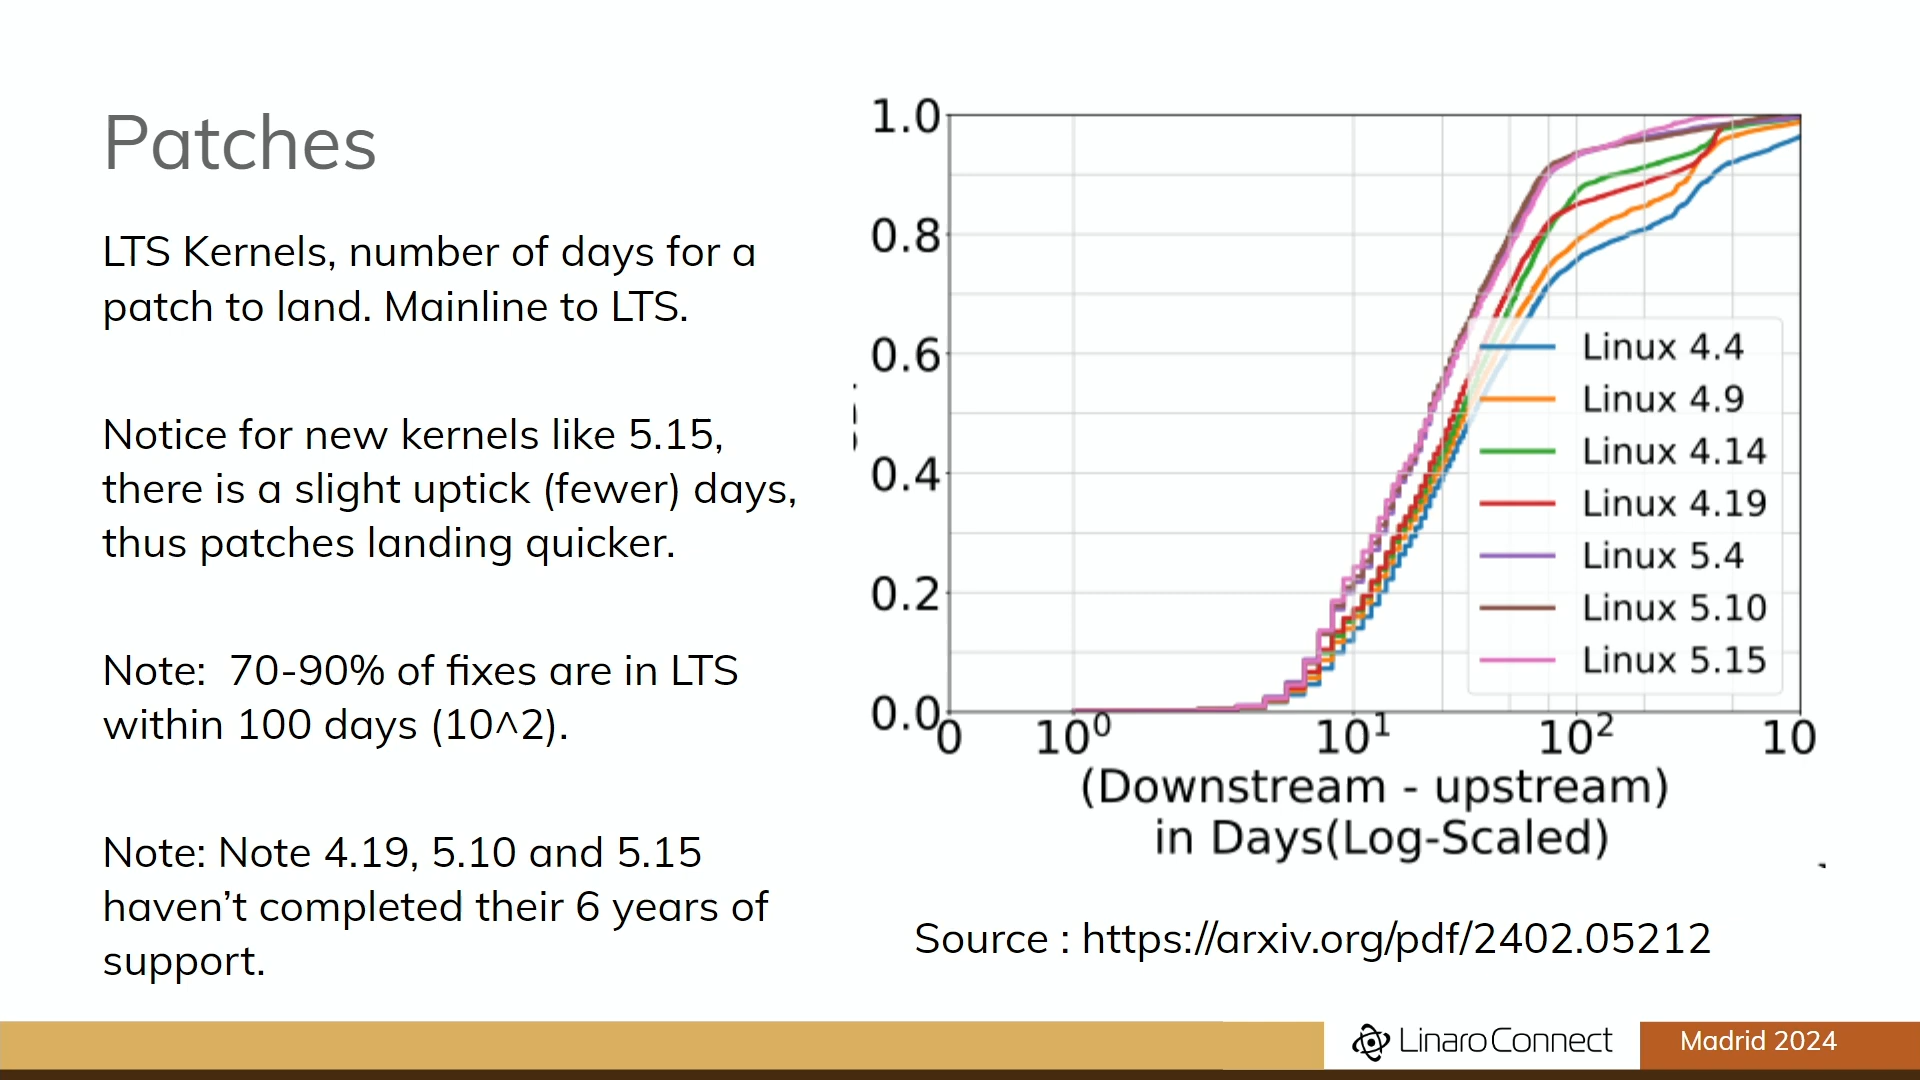 Patches
LTS Kernels, number of days for a
patch to land. Mainline to LTS.
Notice for new kernels like 5.15,
there is a slight uptick (fewer) days,
thus patches landing quicker.
Note:  70-90% of fixes are in LTS
within 100 days (10^2).
Note: Note 4.19, 5.10 and 5.15
haven’t completed their 6 years of
support.
1.0
0.8
0.6
0.4
0.2
0.0
0 10⁰ 10¹ 10² 10
(Downstream - upstream)
in Days(Log-Scaled)
Linux 4.4
Linux 4.9
Linux 4.14
Linux 4.19
Linux 5.4
Linux 5.10
Linux 5.15
Source : https://arxiv.org/pdf/2402.05212
Linaro Connect
Madrid 2024